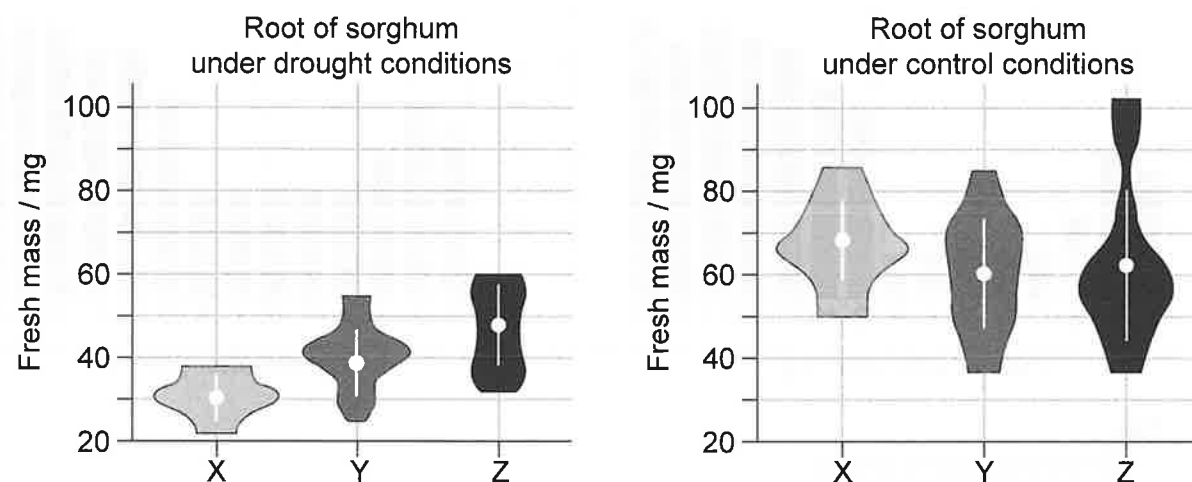 Root of sorghum
under drought conditions
Fresh mass / mg
100
80
60
40
20
X
Y
Z
Root of sorghum
under control conditions
Fresh mass / mg
100
80
60
40
20
X
Y
Z